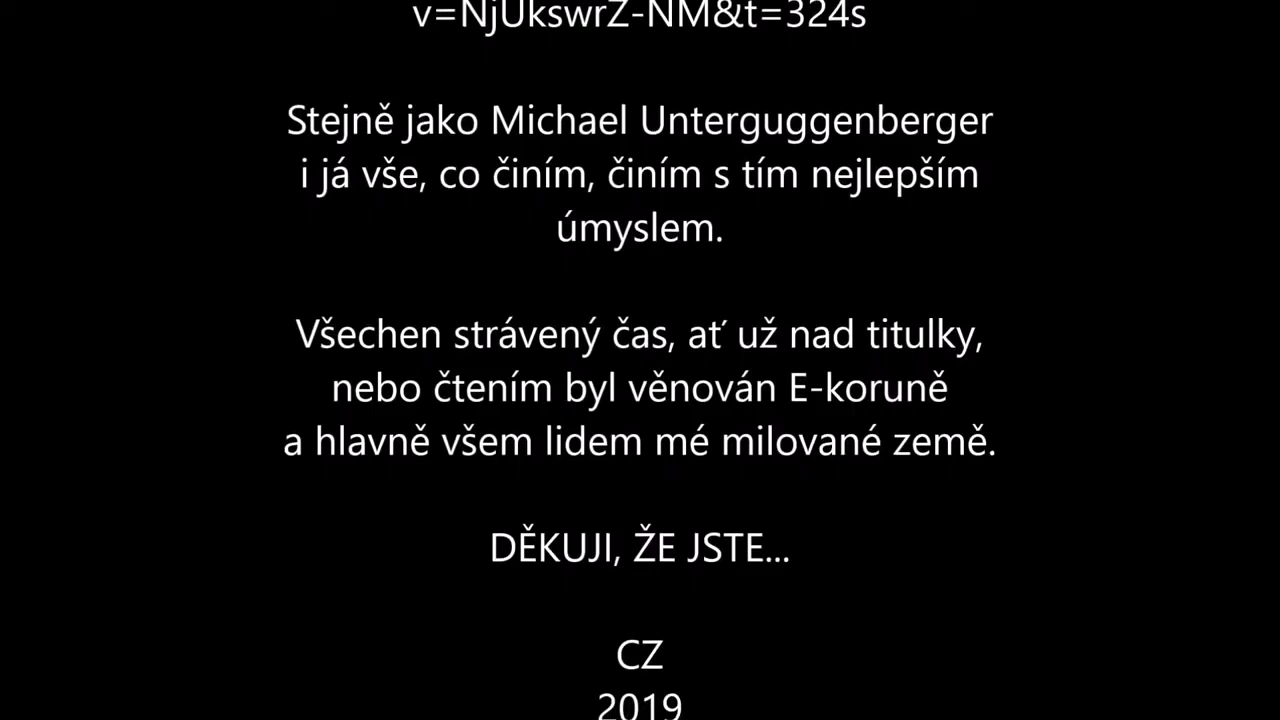 v=NjUkswrZ-NM&t=324s
Stejně jako Michael Unterguggenberger
i já vše, co činím, činím s tím nejlepším
úmyslem.
Všechen strávený čas, ať už nad titulky,
nebo čtením byl věnován E-koruně
a hlavně všem lidem mé milované země.
DĚKUJI, ŽE JSTE...
CZ
2019